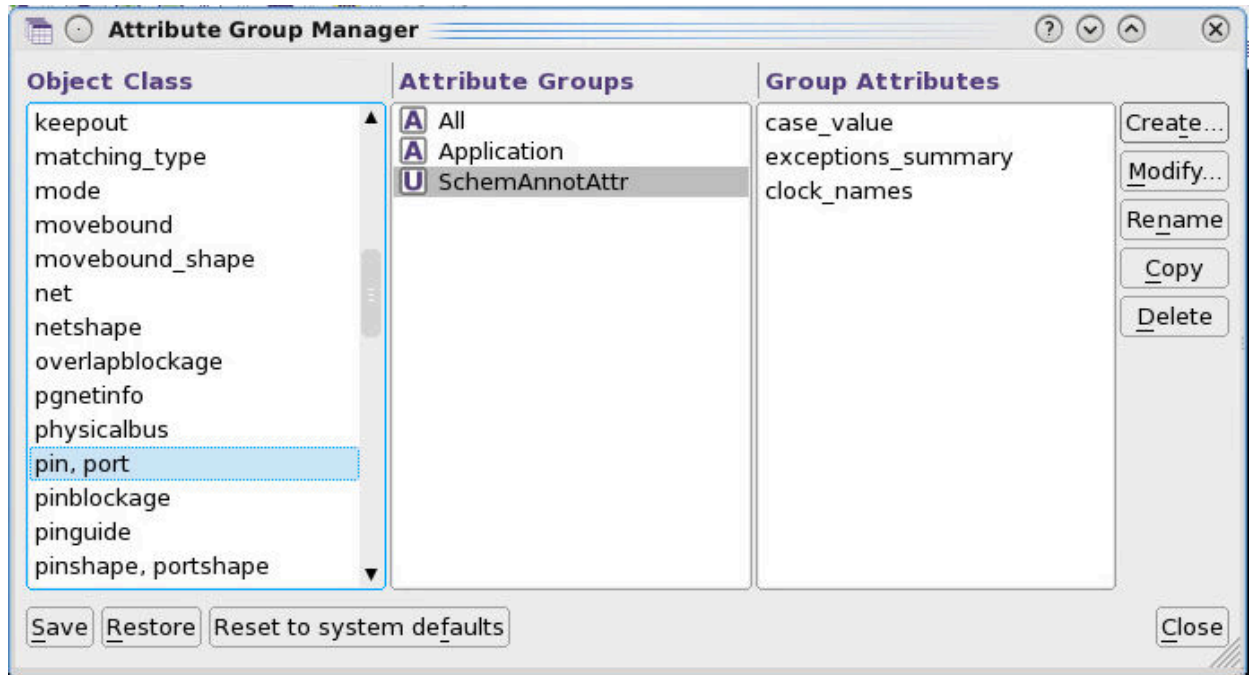 Attribute Group Manager
Object Class
Attribute Groups
Group Attributes
keepout
matching_type
mode
movebound
movebound_shape
net
netshape
overlapblockage
pgnetinfo
physicalbus
pin, port
pinblockage
pinguide
pinshape, portshape
A All
A Application
U SchemAnnotAttr
case_value
exceptions_summary
clock_names
Create...
Modify...
Rename
Copy
Delete
Save
Restore
Reset to system defaults
Close